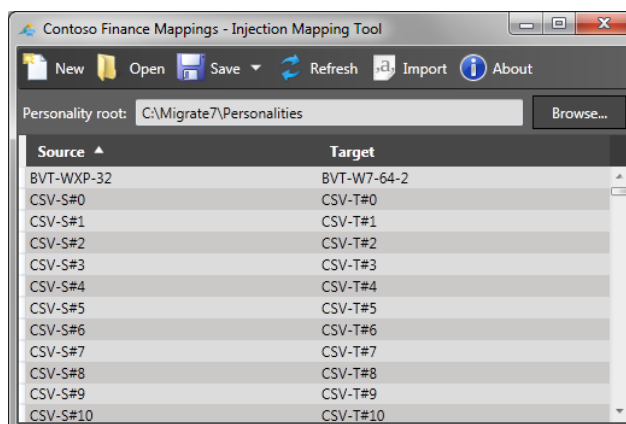 Contoso Finance Mappings - Injection Mapping Tool
New Open Save Refresh ,a, Import i About
Personality root: C:\Migrate7\Personalities Browse...
Source Target
BVT-WXP-32 BVT-W7-64-2
CSV-S#0 CSV-T#0
CSV-S#1 CSV-T#1
CSV-S#2 CSV-T#2
CSV-S#3 CSV-T#3
CSV-S#4 CSV-T#4
CSV-S#5 CSV-T#5
CSV-S#6 CSV-T#6
CSV-S#7 CSV-T#7
CSV-S#8 CSV-T#8
CSV-S#9 CSV-T#9
CSV-S#10 CSV-T#10